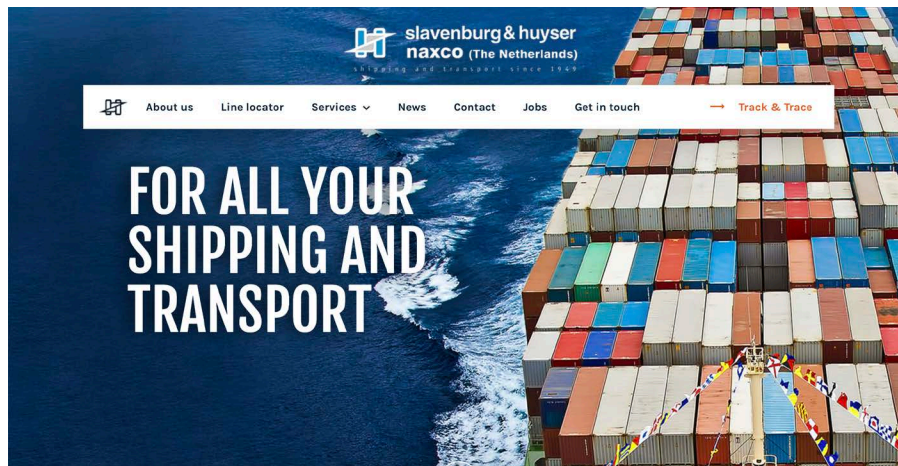 slavenburg & huyser
naxco (The Netherlands)
shipping and transport since 1949
About us
Line locator
Services
News
Contact
Jobs
Get in touch
Track & Trace
FOR ALL YOUR
SHIPPING AND
TRANSPORT